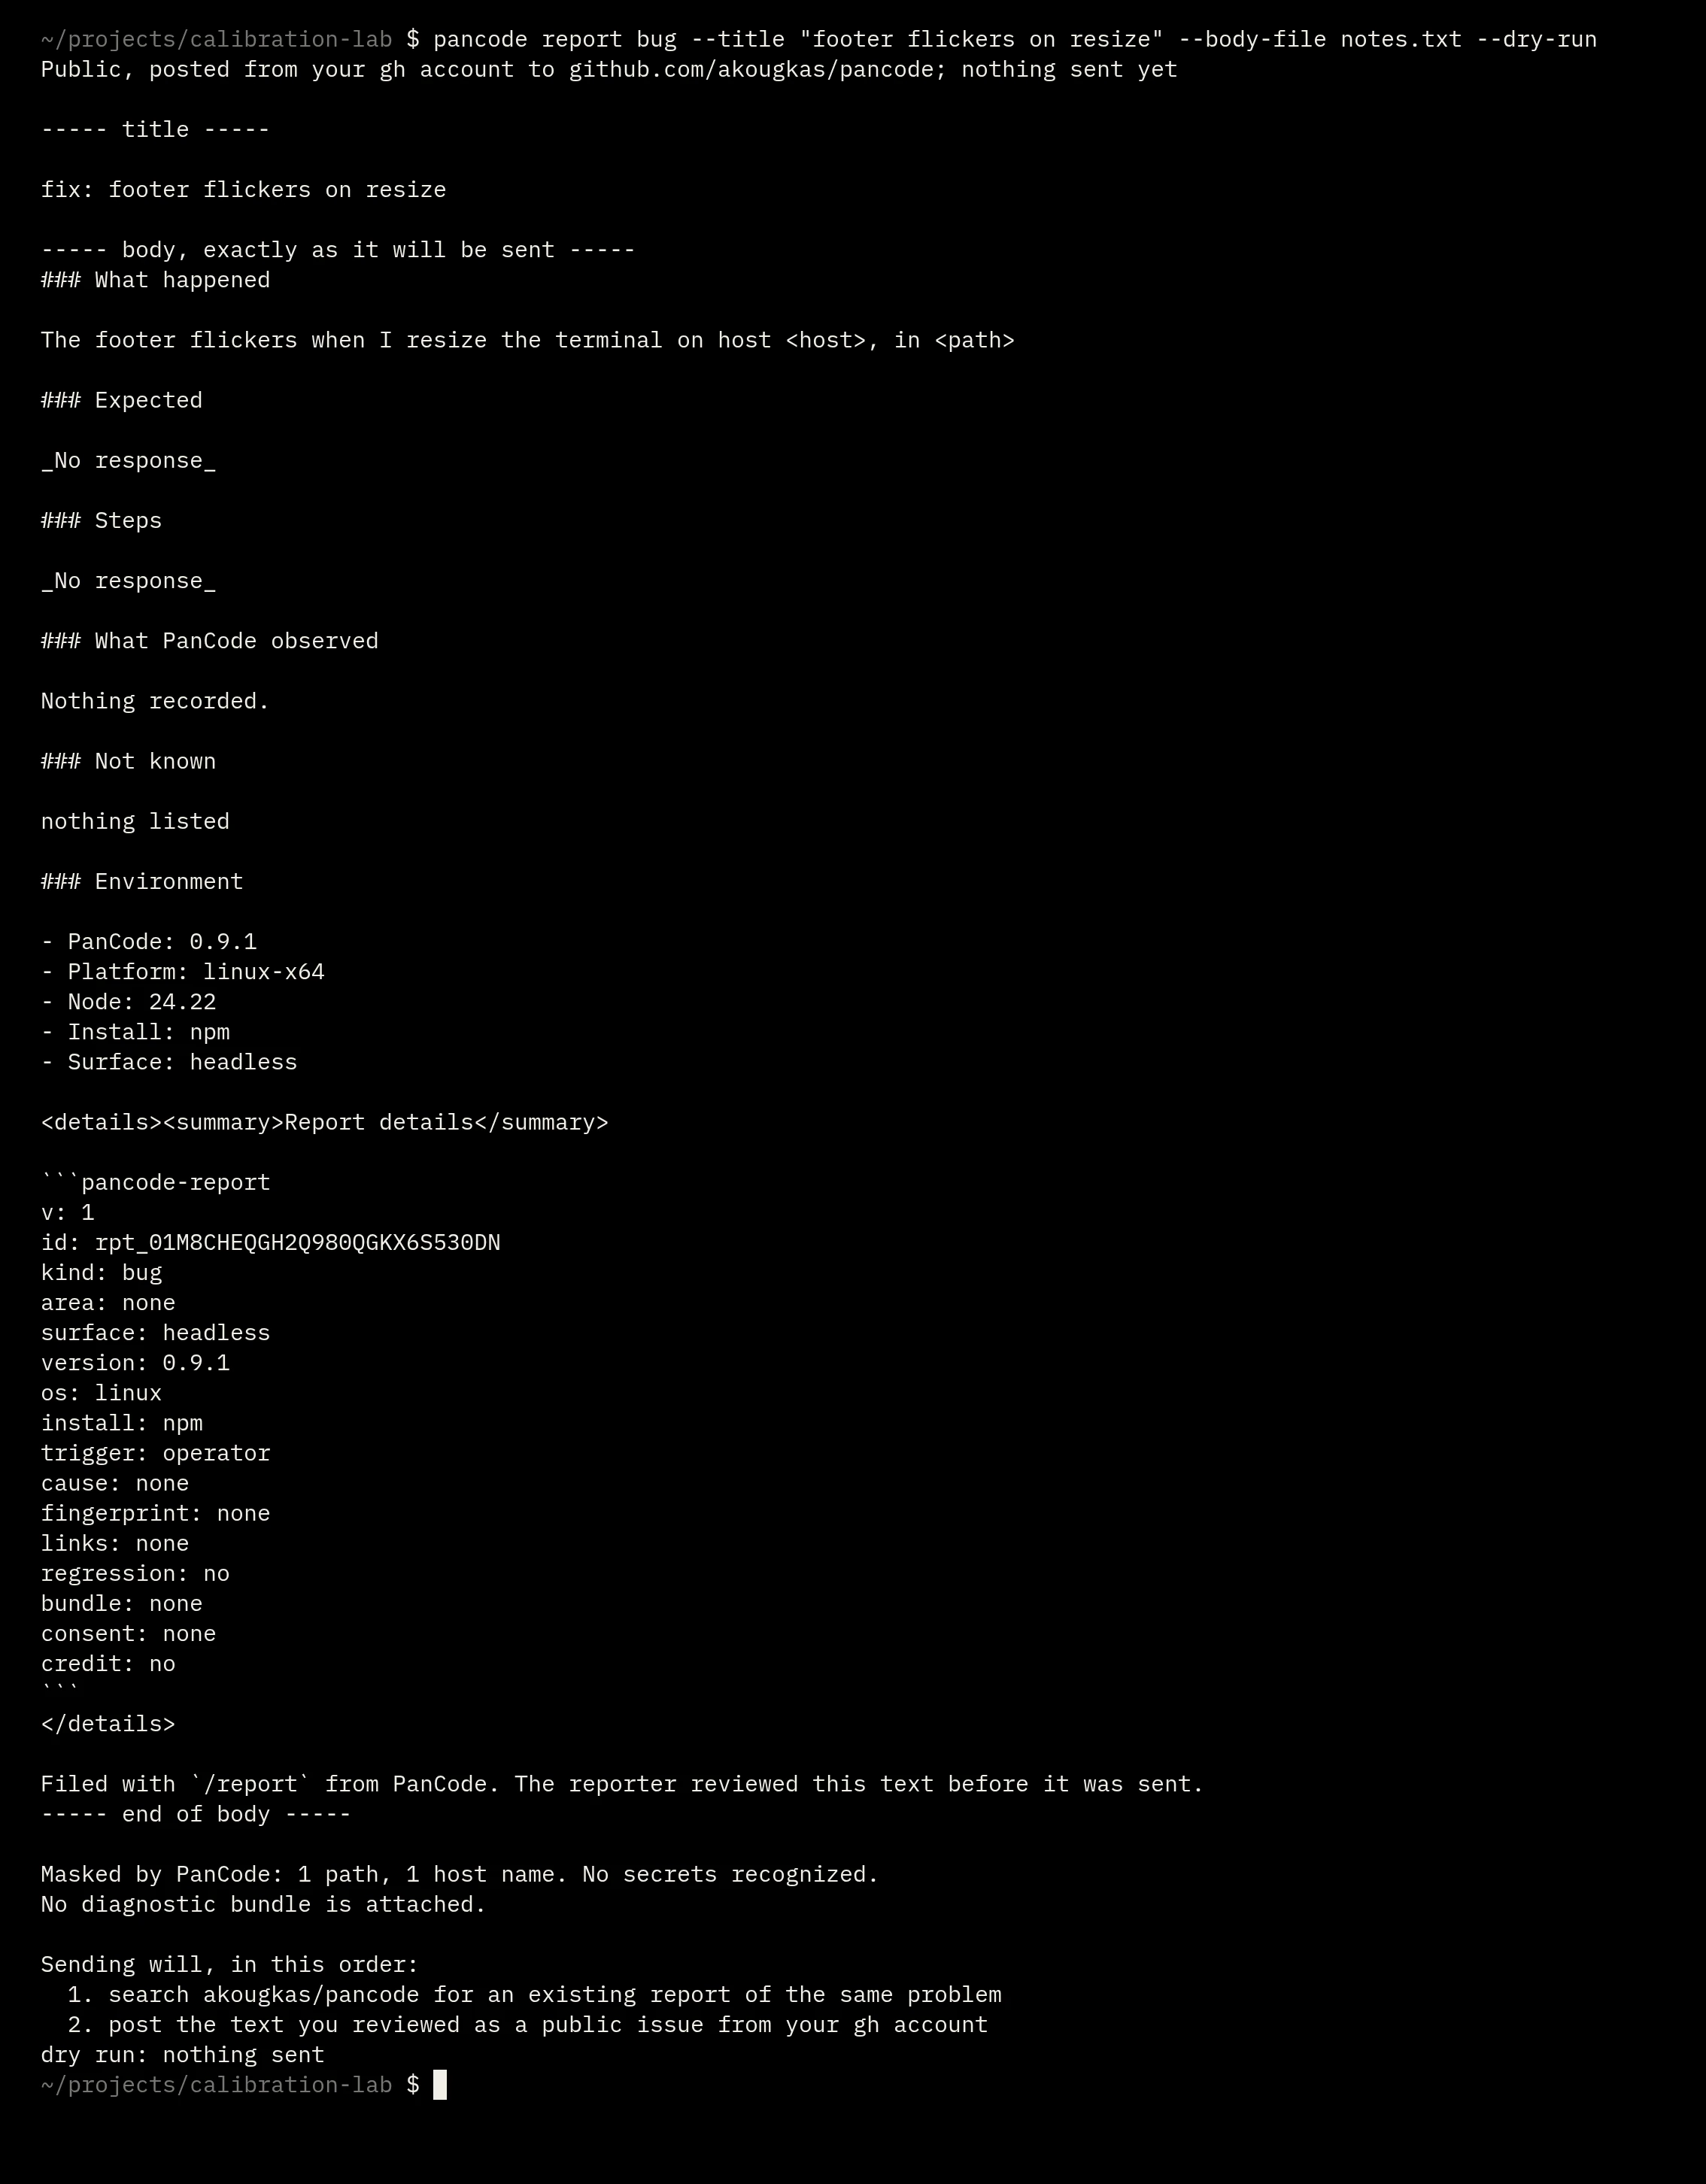 ~/projects/calibration-lab $ pancode report bug --title "footer flickers on resize" --body-file notes.txt --dry-run
Public, posted from your gh account to github.com/akougkas/pancode; nothing sent yet

----- title -----

fix: footer flickers on resize

----- body, exactly as it will be sent -----
### What happened

The footer flickers when I resize the terminal on host <host>, in <path>

### Expected

_No response_

### Steps

_No response_

### What PanCode observed

Nothing recorded.

### Not known

nothing listed

### Environment

- PanCode: 0.9.1
- Platform: linux-x64
- Node: 24.22
- Install: npm
- Surface: headless

<details><summary>Report details</summary>

```pancode-report
v: 1
id: rpt_01M8CHEQGH2Q980QGKX6S530DN
kind: bug
area: none
surface: headless
version: 0.9.1
os: linux
install: npm
trigger: operator
cause: none
fingerprint: none
links: none
regression: no
bundle: none
consent: none
credit: no
```
</details>

Filed with `/report` from PanCode. The reporter reviewed this text before it was sent.
----- end of body -----

Masked by PanCode: 1 path, 1 host name. No secrets recognized.
No diagnostic bundle is attached.

Sending will, in this order:
  1. search akougkas/pancode for an existing report of the same problem
  2. post the text you reviewed as a public issue from your gh account
dry run: nothing sent
~/projects/calibration-lab $